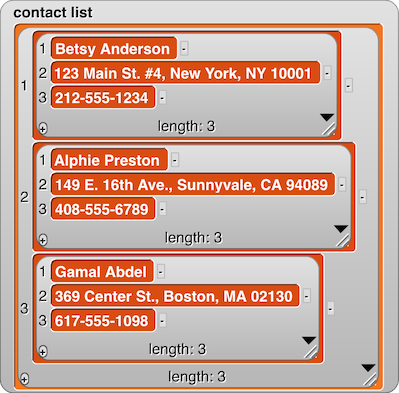 contact list
1
1 Betsy Anderson -
2 123 Main St. #4, New York, NY 10001 -
3 212-555-1234 -
-
+ length: 3
2
1 Alphie Preston -
2 149 E. 16th Ave., Sunnyvale, CA 94089 -
3 408-555-6789 -
-
+ length: 3
3
1 Gamal Abdel -
2 369 Center St., Boston, MA 02130 -
3 617-555-1098 -
-
+ length: 3
+ length: 3